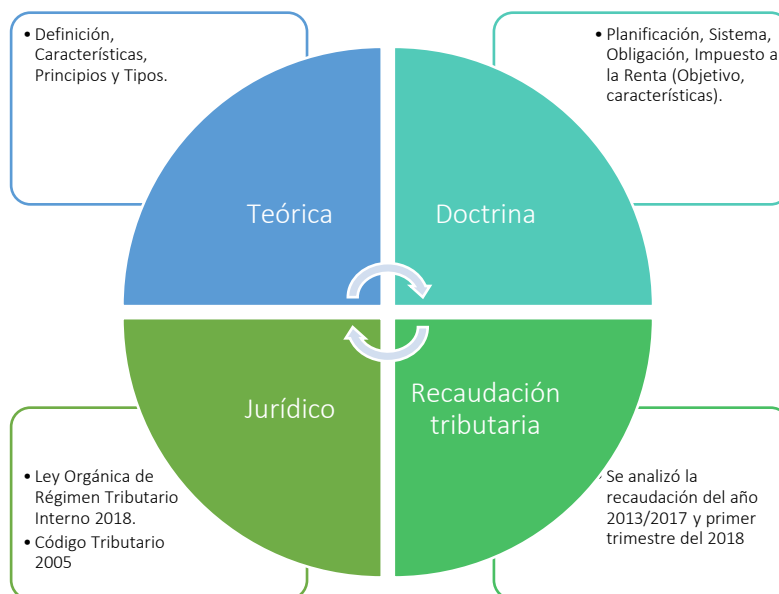 • Definición,
Características,
Principios y Tipos.
• Planificación, Sistema,
Obligación, Impuesto a
la Renta (Objetivo,
características).
Teórica
Doctrina
Jurídico
Recaudación
tributaria
• Ley Orgánica de
Régimen Tributario
Interno 2018.
• Código Tributario
2005
• Se analizó la
recaudación del año
2013/2017 y primer
trimestre del 2018